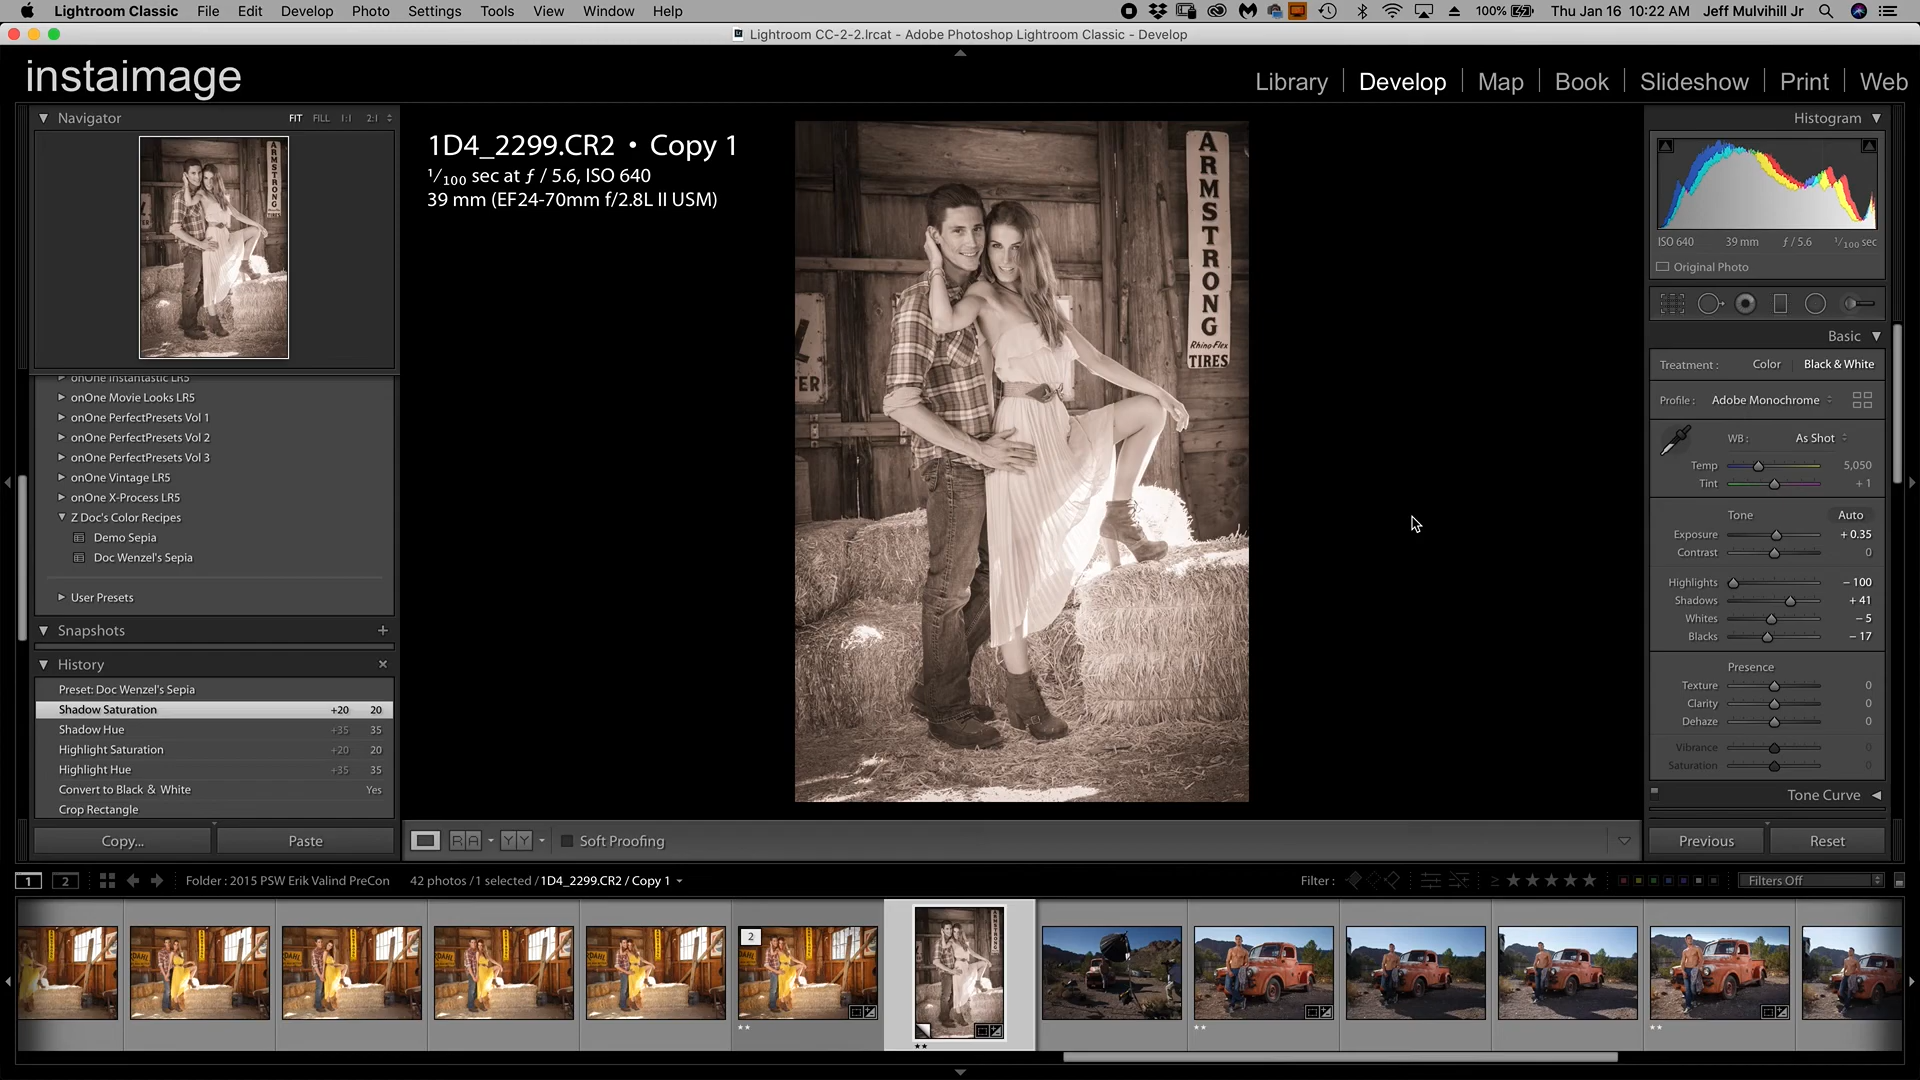 Lightroom Classic File Edit Develop Photo Settings Tools View Window Help 100% Thu Jan 16 10:22 AM Jeff Mulvihill Jr
Lightroom CC-2-2.lrcat - Adobe Photoshop Lightroom Classic - Develop
instaimage
Library | Develop | Map | Book | Slideshow | Print | Web
Navigator FIT FILL 1:1 2:1
onOne Instantastic LR5
onOne Movie Looks LR5
onOne PerfectPresets Vol 1
onOne PerfectPresets Vol 2
onOne PerfectPresets Vol 3
onOne Vintage LR5
onOne X-Process LR5
Z Doc's Color Recipes
Demo Sepia
Doc Wenzel's Sepia
User Presets
Snapshots +
History
Preset: Doc Wenzel's Sepia
Shadow Saturation +20 20
Shadow Hue +35 35
Highlight Saturation +20 20
Highlight Hue +35 35
Convert to Black & White Yes
Crop Rectangle
Copy... Paste
1D4_2299.CR2 • Copy 1
1/100 sec at ƒ / 5.6, ISO 640
39 mm (EF24-70mm f/2.8L II USM)
ARMSTRONG
Rhino-Flex
TIRES
TER
Soft Proofing
Histogram
ISO 640 39 mm ƒ / 5.6 1/100 sec
Original Photo
Basic
Treatment : Color Black & White
Profile : Adobe Monochrome
WB : As Shot
Temp 5,050
Tint + 1
Tone Auto
Exposure + 0.35
Contrast 0
Highlights − 100
Shadows + 41
Whites − 5
Blacks − 17
Presence
Texture 0
Clarity 0
Dehaze 0
Vibrance 0
Saturation 0
Tone Curve
Previous Reset
1 2 Folder : 2015 PSW Erik Valind PreCon 42 photos / 1 selected / 1D4_2299.CR2 / Copy 1 Filter : Filters Off
2